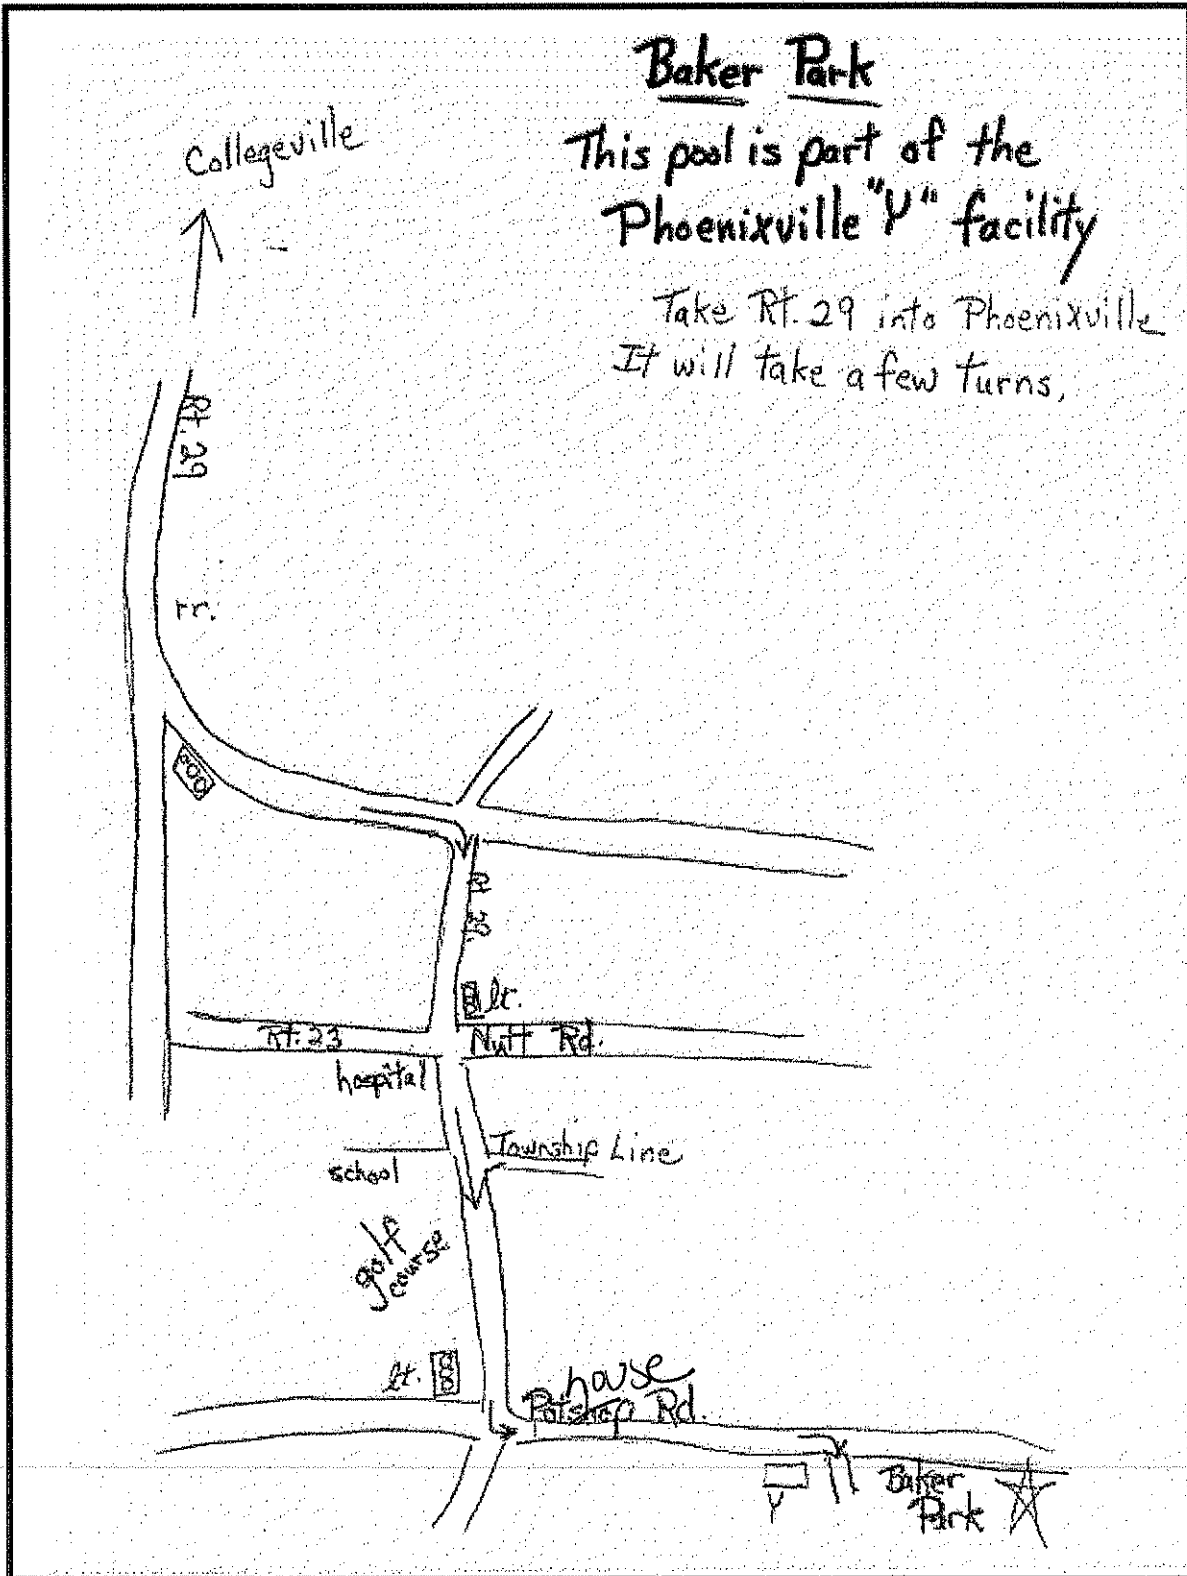 Baker Park
This pool is part of the
Phoenixville "Y" facility
Collegeville
Take Rt. 29 into Phoenixville
It will take a few turns.
Rt. 29
rr.
Rt.
lt.
Rt. 23
Nutt Rd.
hospital
Township Line
school
golf
course
lt.
house
Potshop Rd.
Y
Baker
Park